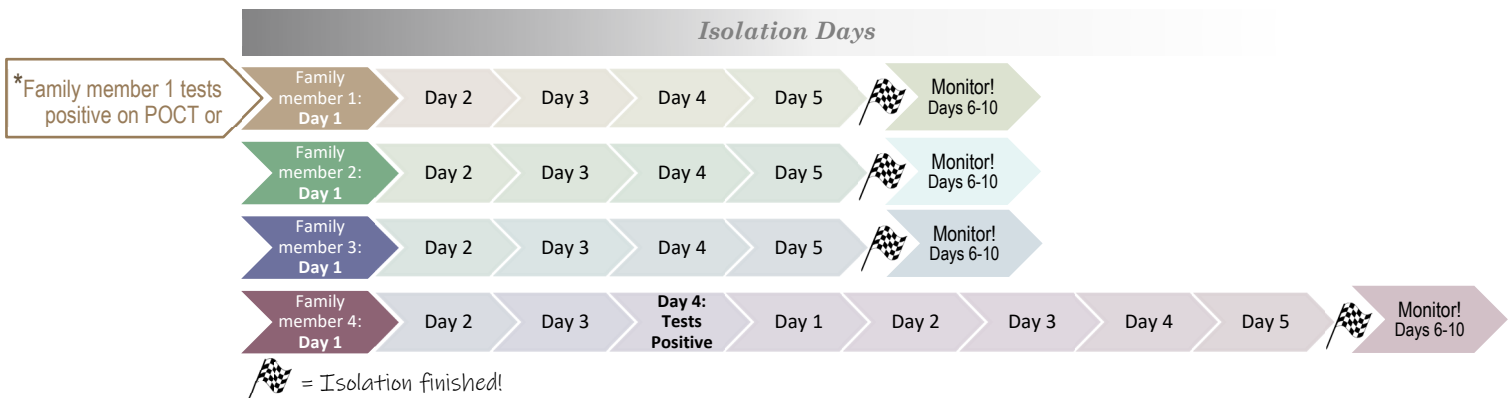 Isolation Days
*Family member 1 tests
positive on POCT or
Family
member 1:
Day 1
Day 2
Day 3
Day 4
Day 5
Monitor!
Days 6-10
Family
member 2:
Day 1
Day 2
Day 3
Day 4
Day 5
Monitor!
Days 6-10
Family
member 3:
Day 1
Day 2
Day 3
Day 4
Day 5
Monitor!
Days 6-10
Family
member 4:
Day 1
Day 2
Day 3
Day 4:
Tests
Positive
Day 1
Day 2
Day 3
Day 4
Day 5
Monitor!
Days 6-10
= Isolation finished!